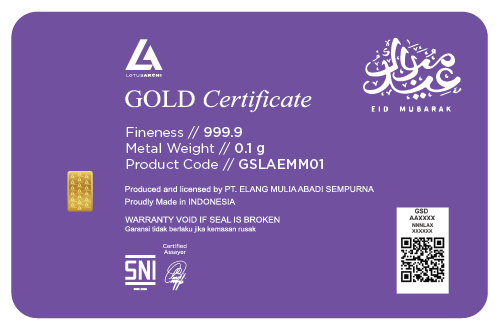 LA
LOTUSARCHI
GOLD Certificate
عيد مبارك
EID MUBARAK
Fineness // 999.9
Metal Weight // 0.1 g
Product Code // GSLAEMM01
Produced and licensed by PT. ELANG MULIA ABADI SEMPURNA
Proudly Made in INDONESIA
WARRANTY VOID IF SEAL IS BROKEN
Garansi tidak berlaku jika kemasan rusak
Certified
Assayer
SNI
GSD
AAXXXX
NNNLAX
XXXXXX